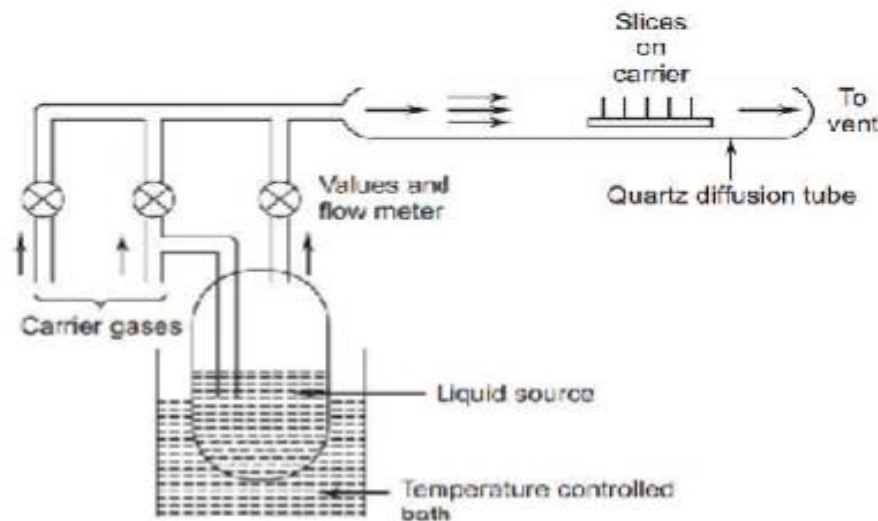 Slices
on
carrier
To
vent
Values and
flow meter
Quartz diffusion tube
Carrier gases
Liquid source
Temperature controlled
bath